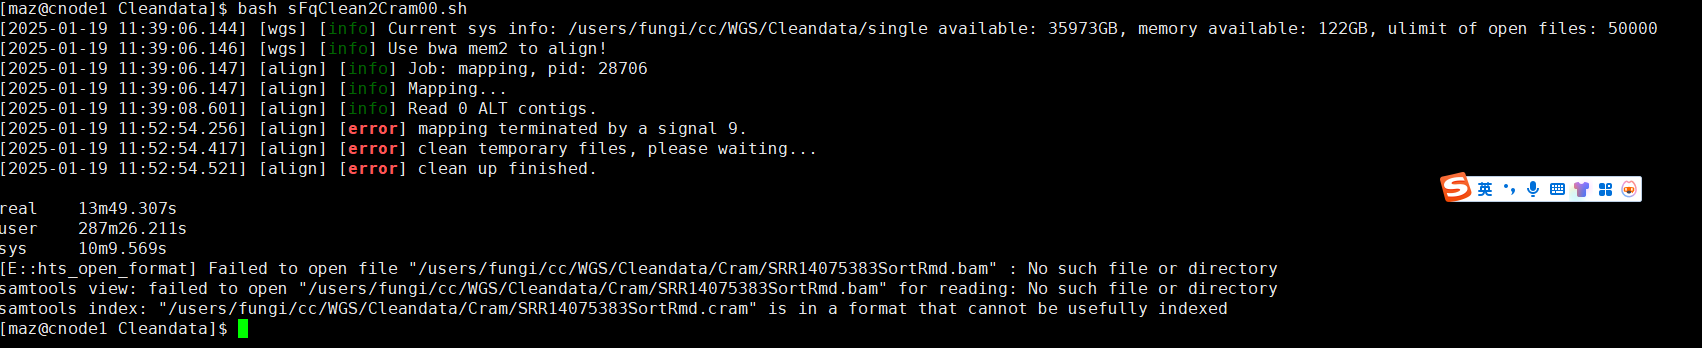 [maz@cnode1 Cleandata]$ bash sFqClean2Cram00.sh
[2025-01-19 11:39:06.144] [wgs] [info] Current sys info: /users/fungi/cc/WGS/Cleandata/single available: 35973GB, memory available: 122GB, ulimit of open files: 50000
[2025-01-19 11:39:06.146] [wgs] [info] Use bwa mem2 to align!
[2025-01-19 11:39:06.147] [align] [info] Job: mapping, pid: 28706
[2025-01-19 11:39:06.147] [align] [info] Mapping...
[2025-01-19 11:39:08.601] [align] [info] Read 0 ALT contigs.
[2025-01-19 11:52:54.256] [align] [error] mapping terminated by a signal 9.
[2025-01-19 11:52:54.417] [align] [error] clean temporary files, please waiting...
[2025-01-19 11:52:54.521] [align] [error] clean up finished.
S 英
real 13m49.307s
user 287m26.211s
sys 10m9.569s
[E::hts_open_format] Failed to open file "/users/fungi/cc/WGS/Cleandata/Cram/SRR14075383SortRmd.bam" : No such file or directory
samtools view: failed to open "/users/fungi/cc/WGS/Cleandata/Cram/SRR14075383SortRmd.bam" for reading: No such file or directory
samtools index: "/users/fungi/cc/WGS/Cleandata/Cram/SRR14075383SortRmd.cram" is in a format that cannot be usefully indexed
[maz@cnode1 Cleandata]$